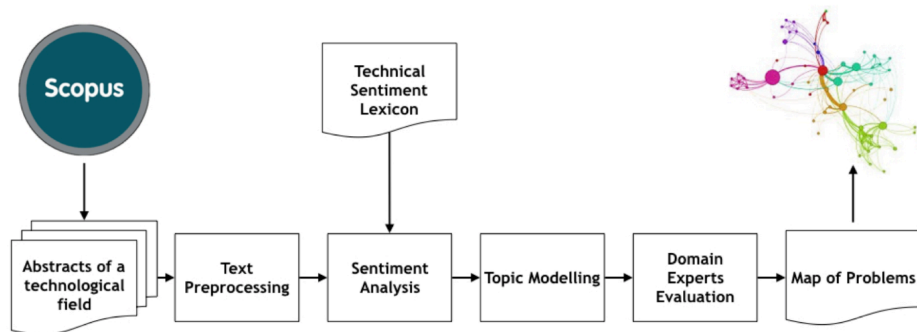 Scopus
Technical
Sentiment
Lexicon
Abstracts of a
technological
field
Text
Preprocessing
Sentiment
Analysis
Topic Modelling
Domain
Experts
Evaluation
Map of Problems